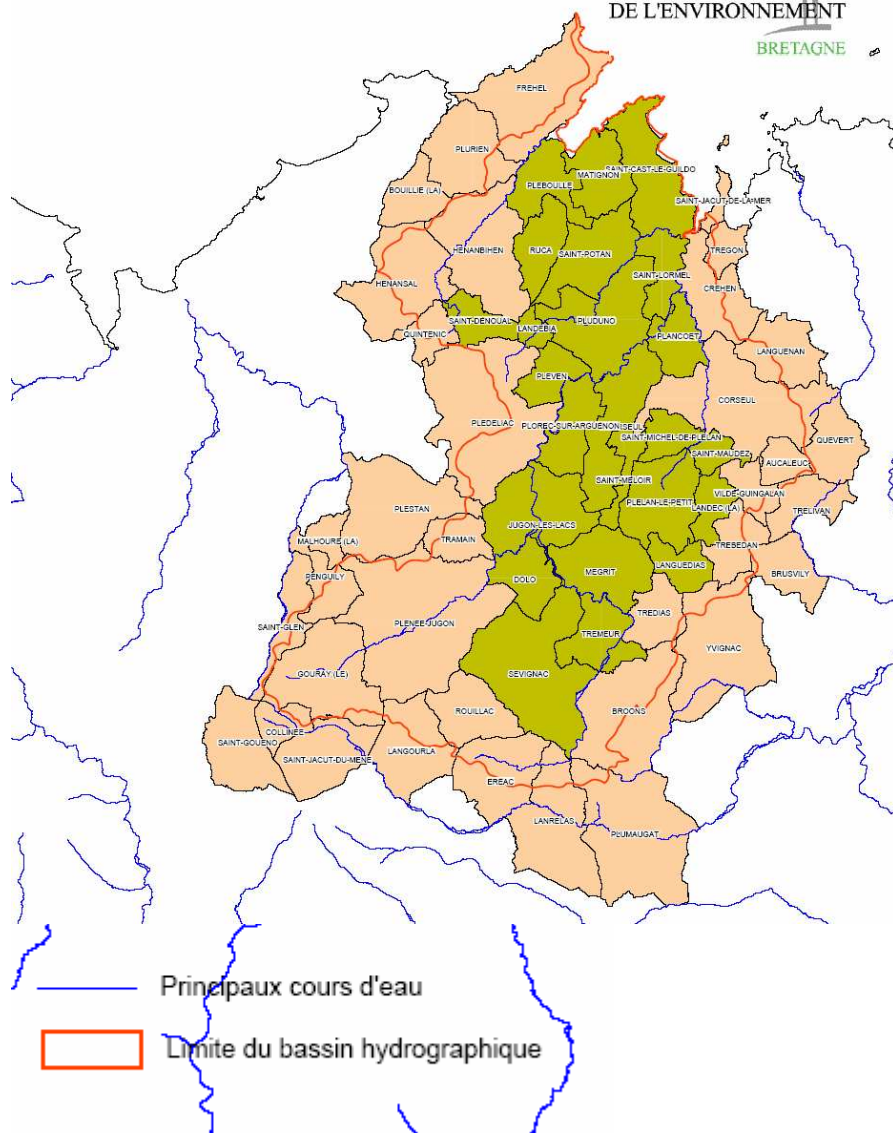 DE L'ENVIRONNEMENT
BRETAGNE
FREHEL
PLURIEN
SAINT-CAST-LE-GUILDO
MATIGNON
PLEBOULLE
BOUILLIE (LA)
SAINT-JACUT-DE-LA-MER
HENANBIHEN
RUCA
SAINT-POTAN
TREGON
SAINT-LORMEL
HENANSAL
CREHEN
SAINT-DENOUAL
LANDEBIA
PLUDUNO
QUINTENIC
PLANCOET
LANGUENAN
PLEVEN
CORSEUL
PLEDELIAC
PLOREC-SUR-ARGUENON
SEUL
SAINT-MICHEL-DE-PLELAN
QUEVERT
SAINT-MAUDEZ
AUCALEUC
SAINT-MELOIR
VILDE-GUINGALAN
PLESTAN
PLELAN-LE-PETIT
LANDEC (LA)
TRELIVAN
JUGON-LES-LACS
MALHOURE (LA)
TRAMAIN
TREBEDAN
LANGUEDIAS
MEGRIT
BRUSVILY
PENGUILY
DOLO
TREDIAS
SAINT-GLEN
PLENEE-JUGON
TREMEUR
YVIGNAC
GOURAY (LE)
SEVIGNAC
BROONS
ROUILLAC
COLLINEE
SAINT-GOUENO
LANGOURLA
SAINT-JACUT-DU-MENE
EREAC
LANRELAS
PLUMAUGAT
Principaux cours d'eau
Limite du bassin hydrographique